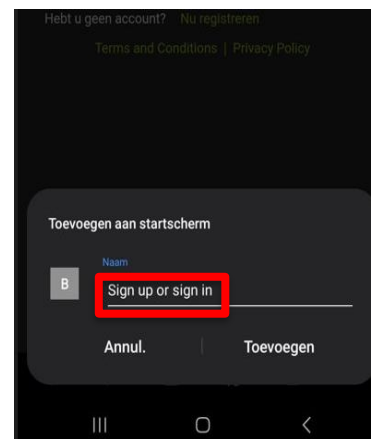 Hebt u geen account? Nu registreren
Terms and Conditions | Privacy Policy
Toevoegen aan startscherm
Naam
B
Sign up or sign in
Annul. | Toevoegen